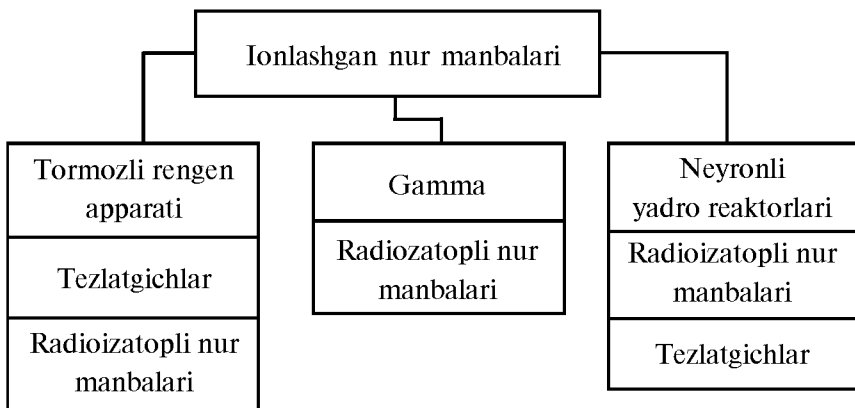 Ionlashgan nur manbalari
Tormozli rengen
apparati
Tezlatgichlar
Radioizatopli nur
manbalari
Gamma
Radiozatopli nur
manbalari
Neyronli
yadro reaktorlari
Radioizatopli nur
manbalari
Tezlatgichlar